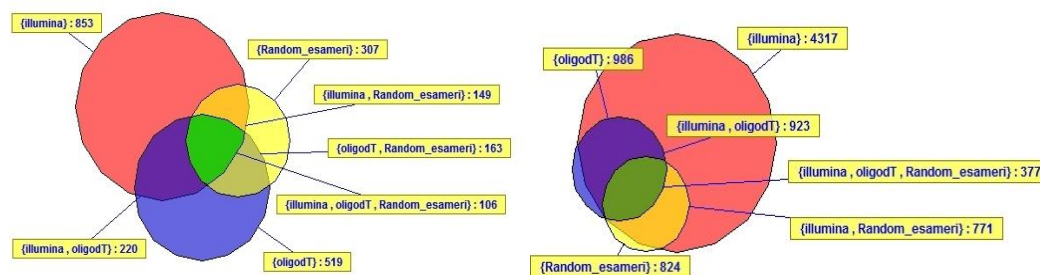 {illumina} : 853
{Random_esameri} : 307
{illumina , Random_esameri} : 149
{oligodT , Random_esameri} : 163
{illumina , oligodT , Random_esameri} : 106
{illumina , oligodT} : 220
{oligodT} : 519
{illumina} : 4317
{oligodT} : 986
{illumina , oligodT} : 923
{illumina , oligodT , Random_esameri} : 377
{illumina , Random_esameri} : 771
{Random_esameri} : 824